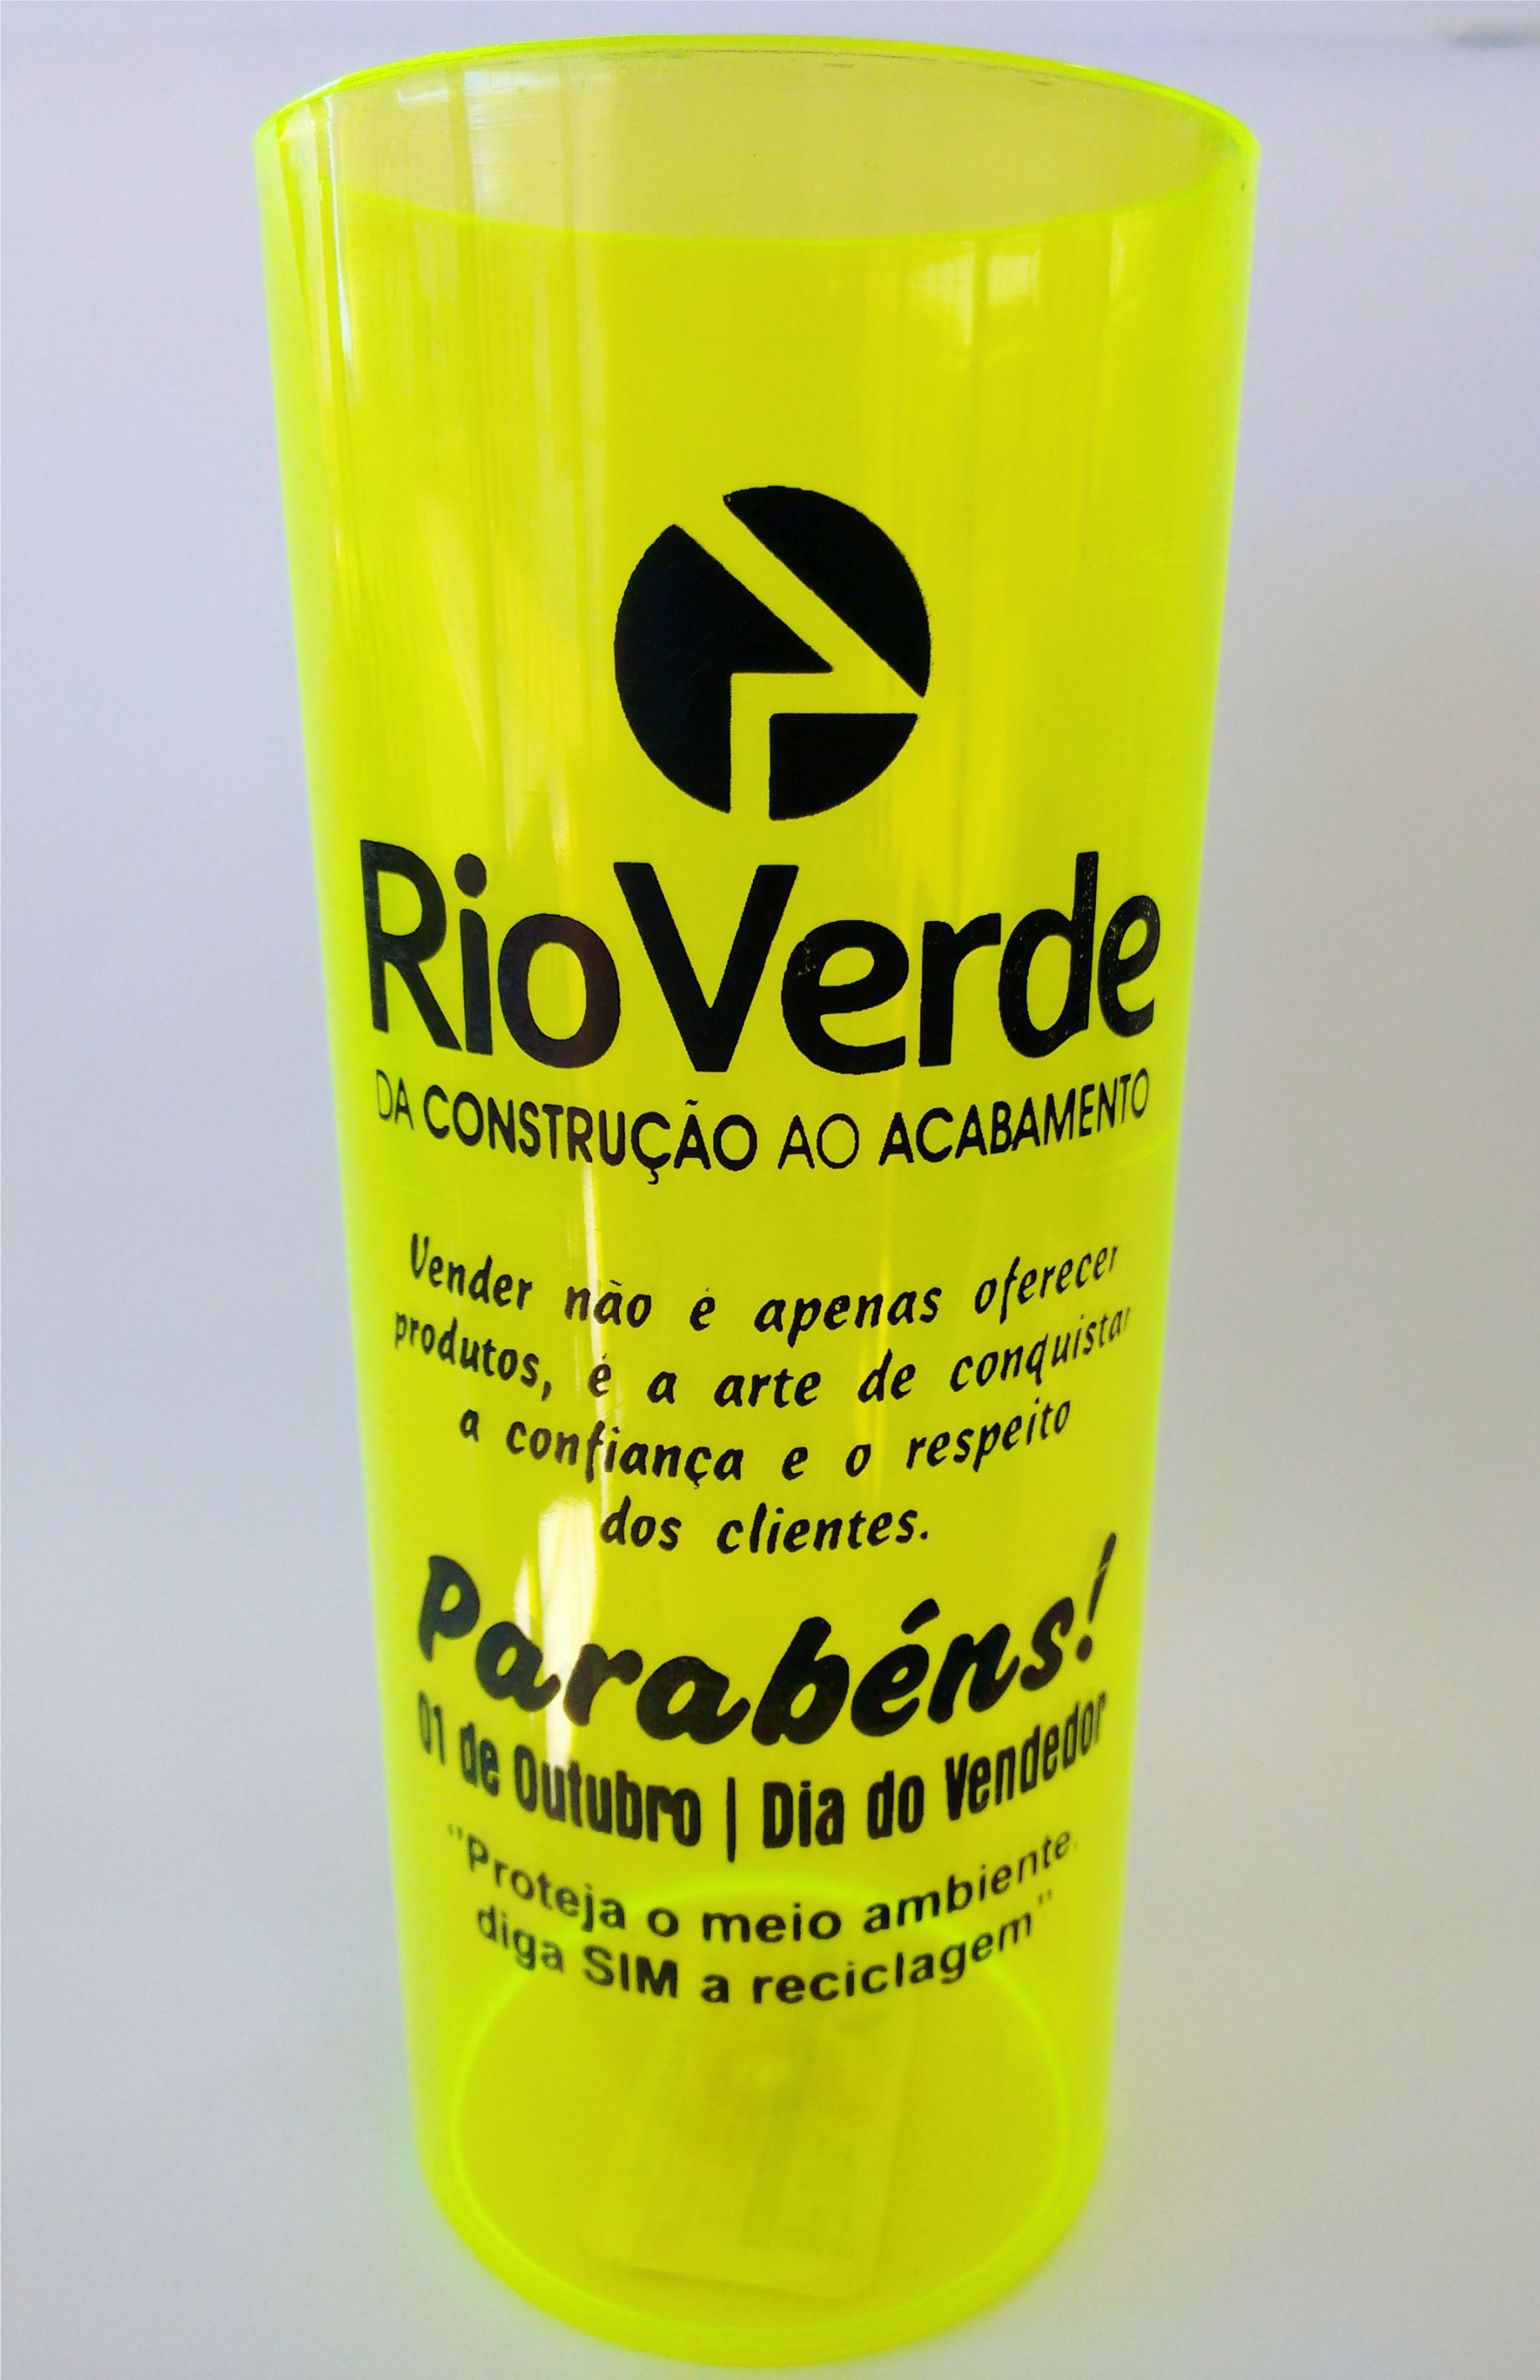 RioVerde
DA CONSTRUÇÃO AO ACABAMENTO
Vender não é apenas oferecer
produtos, é a arte de conquistar
a confiança e o respeito
dos clientes.
Parabéns!
01 de Outubro | Dia do Vendedor
"Proteja o meio ambiente,
diga SIM a reciclagem"